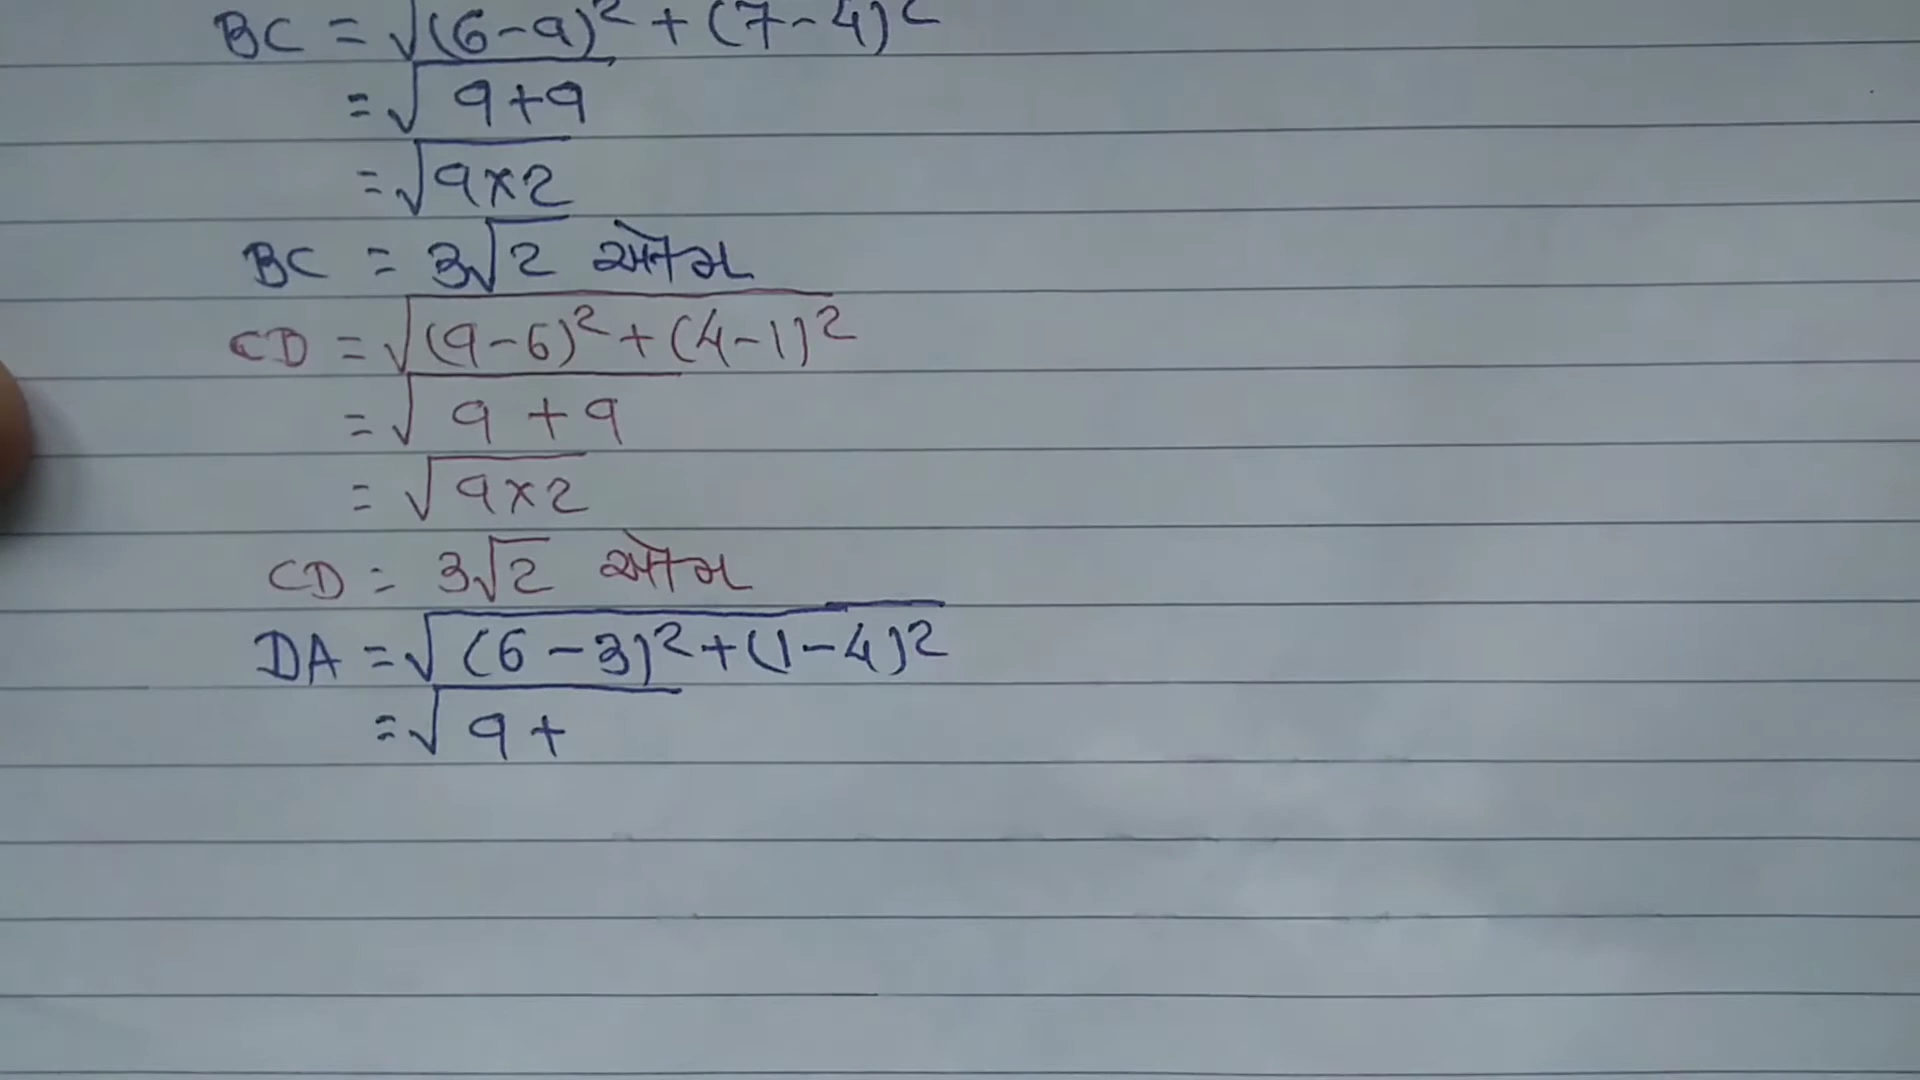 BC = √(6-9)² + (7-4)²
= √9+9
= √9×2
BC = 3√2 એકમ
CD = √(9-6)² + (4-1)²
= √9 + 9
= √9×2
CD = 3√2 એકમ
DA = √(6-3)² + (1-4)²
= √9 +